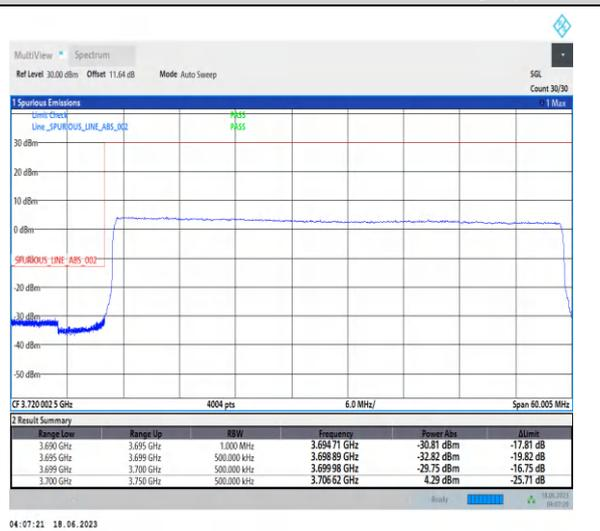 MultiView Spectrum
Ref Level 30.00 dBm Offset 11.64 dB Mode Auto Sweep SGL
Count 30/30
1 Spurious Emissions 1 Max
Limit Check PASS
Line _SPURIOUS_LINE_ABS_002 PASS
30 dBm
20 dBm
10 dBm
0 dBm
_SPURIOUS_LINE_ABS_002
-20 dBm
-30 dBm
-40 dBm
-50 dBm
CF 3.720 002 5 GHz 4004 pts 6.0 MHz/ Span 60.005 MHz
2 Result Summary
Range Low Range Up RBW Frequency Power Abs ΔLimit
3.690 GHz 3.695 GHz 1.000 MHz 3.694 71 GHz -30.81 dBm -17.81 dB
3.695 GHz 3.699 GHz 500.000 kHz 3.698 89 GHz -32.82 dBm -19.82 dB
3.699 GHz 3.700 GHz 500.000 kHz 3.699 98 GHz -29.75 dBm -16.75 dB
3.700 GHz 3.750 GHz 500.000 kHz 3.706 62 GHz 4.29 dBm -25.71 dB
Ready 18.06.2023
04:07:20
04:07:21 18.06.2023